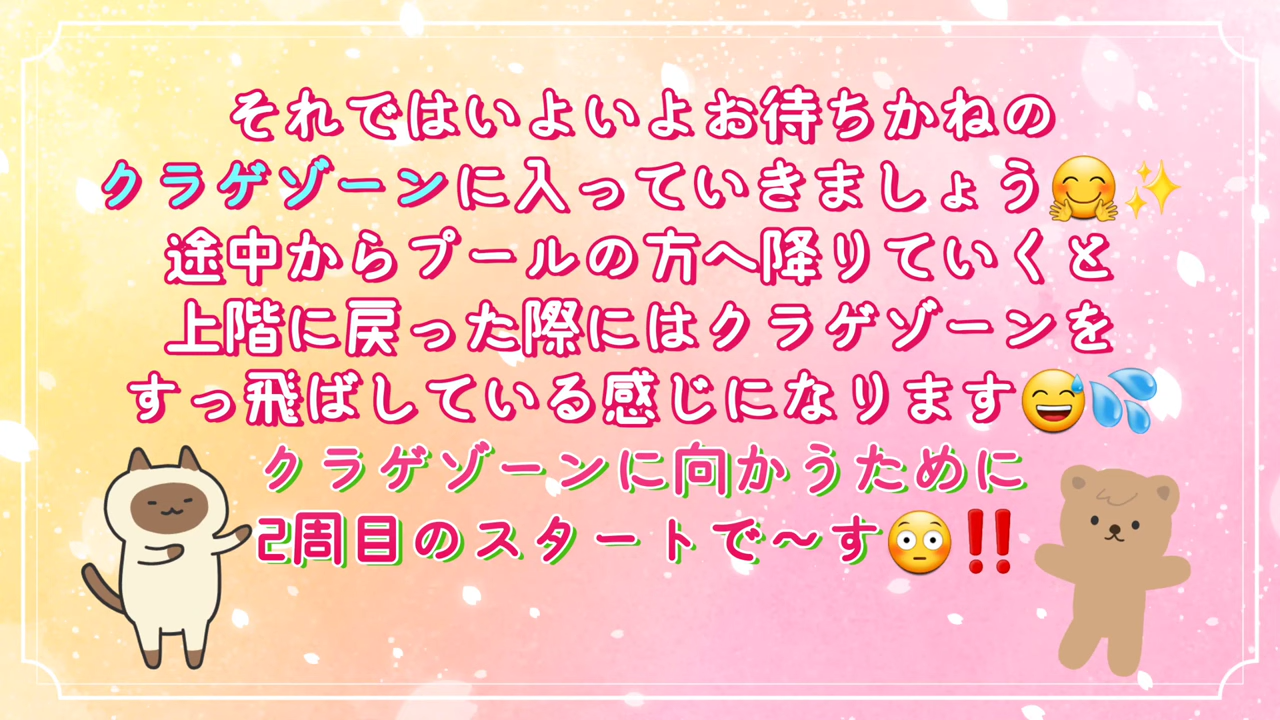 それではいよいよお待ちかねの
クラゲゾーンに入っていきましょう🤗✨
途中からプールの方へ降りていくと
上階に戻った際にはクラゲゾーンを
すっ飛ばしている感じになります😅💦
クラゲゾーンに向かうために
2周目のスタートで〜す😳‼️